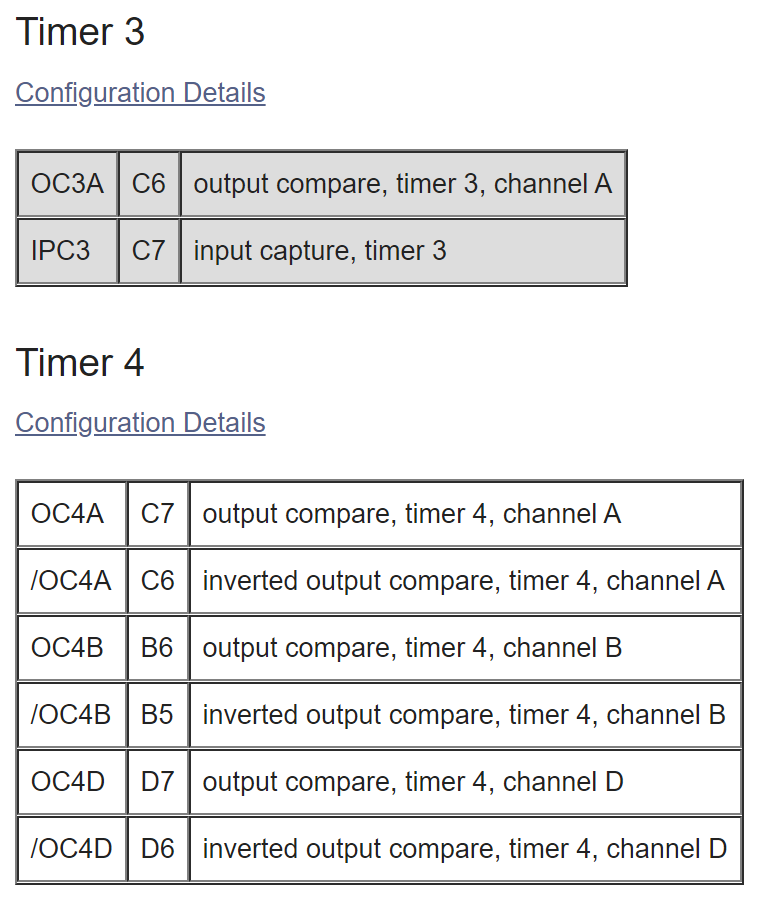 Timer 3
Configuration Details
OC3A C6 output compare, timer 3, channel A
IPC3 C7 input capture, timer 3
Timer 4
Configuration Details
OC4A C7 output compare, timer 4, channel A
/OC4A C6 inverted output compare, timer 4, channel A
OC4B B6 output compare, timer 4, channel B
/OC4B B5 inverted output compare, timer 4, channel B
OC4D D7 output compare, timer 4, channel D
/OC4D D6 inverted output compare, timer 4, channel D